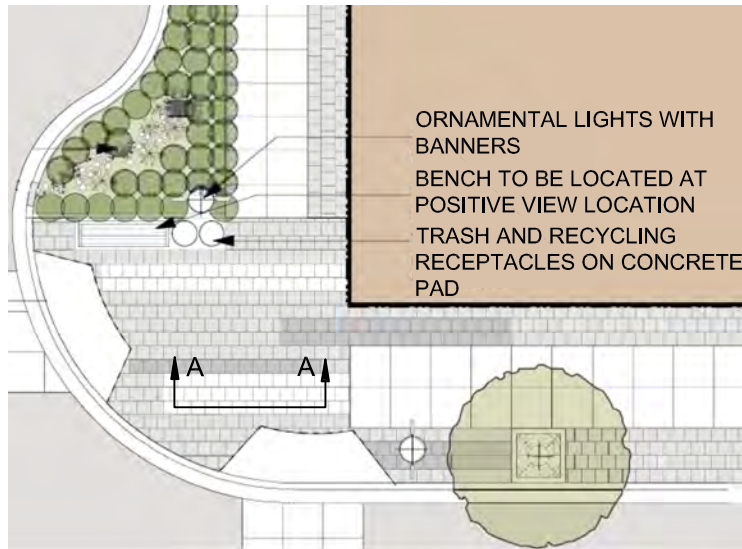 ORNAMENTAL LIGHTS WITH
BANNERS
BENCH TO BE LOCATED AT
POSITIVE VIEW LOCATION
TRASH AND RECYCLING
RECEPTACLES ON CONCRETE
PAD
A A